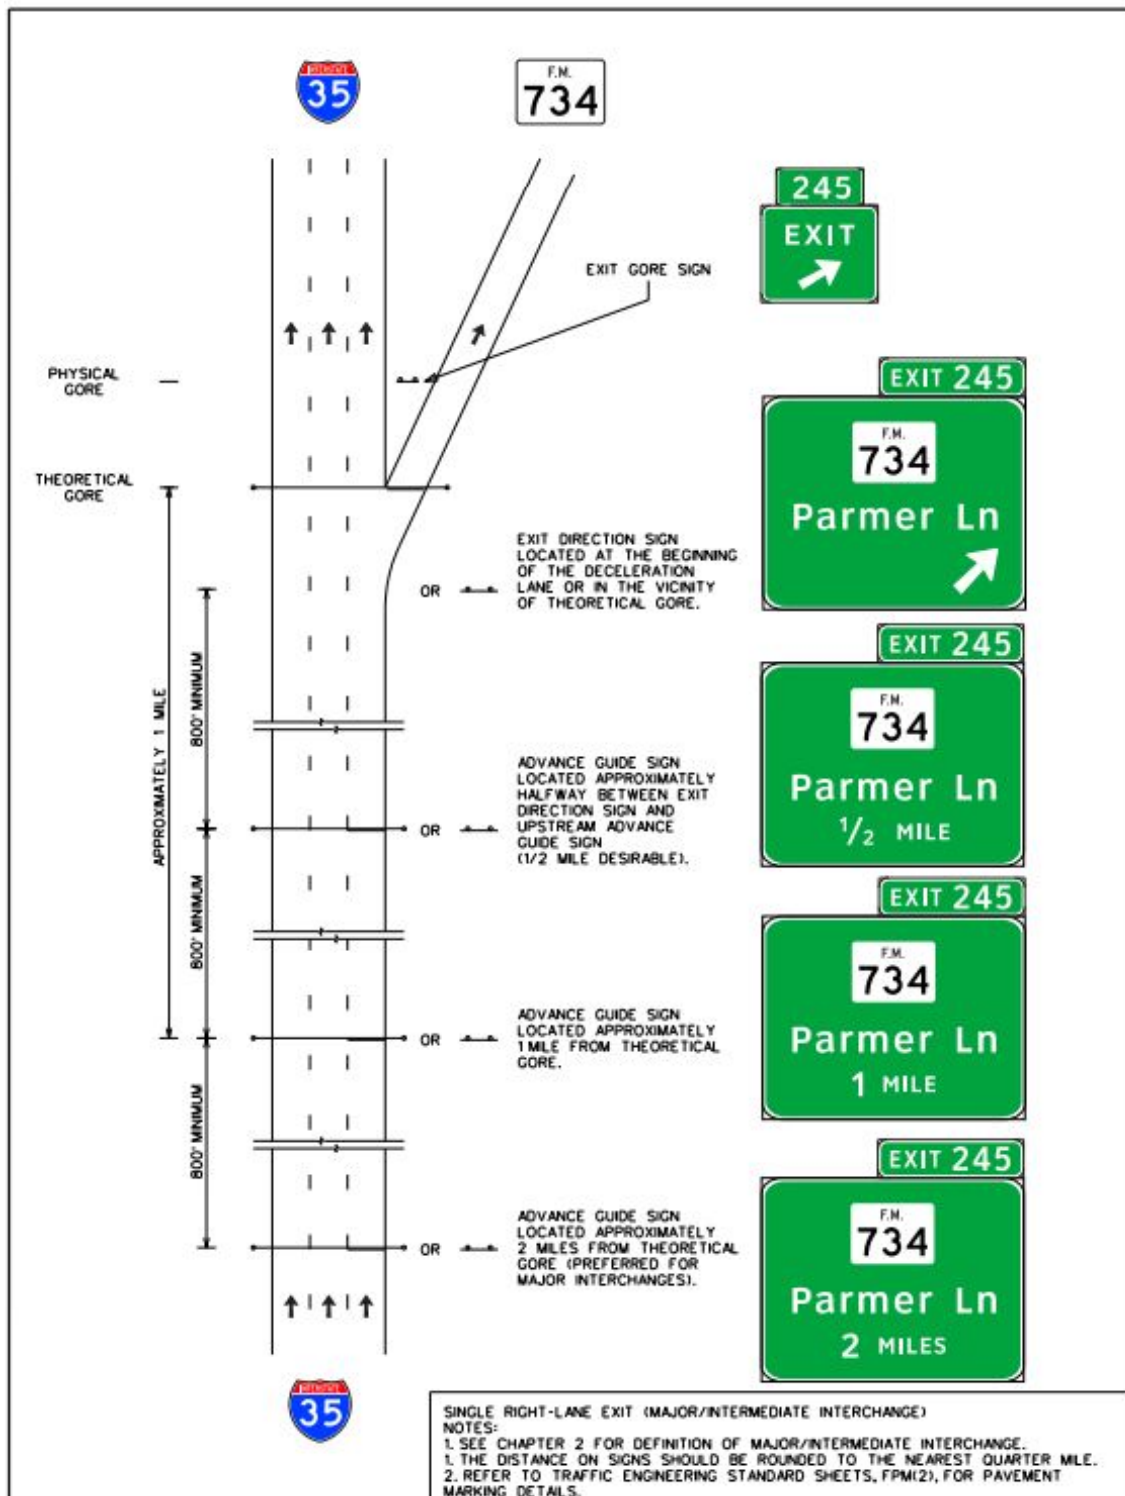 INTERSTATE
35
F.M.
734
245
EXIT
EXIT GORE SIGN
PHYSICAL
GORE
EXIT 245
F.M.
734
Parmer Ln
THEORETICAL
GORE
EXIT DIRECTION SIGN
LOCATED AT THE BEGINNING
OF THE DECELERATION
LANE OR IN THE VICINITY
OF THEORETICAL GORE.
OR
EXIT 245
F.M.
734
Parmer Ln
1/2 MILE
APPROXIMATELY 1 MILE
800' MINIMUM
ADVANCE GUIDE SIGN
LOCATED APPROXIMATELY
HALFWAY BETWEEN EXIT
DIRECTION SIGN AND
UPSTREAM ADVANCE
GUIDE SIGN
(1/2 MILE DESIRABLE).
OR
800' MINIMUM
EXIT 245
F.M.
734
Parmer Ln
1 MILE
ADVANCE GUIDE SIGN
LOCATED APPROXIMATELY
1 MILE FROM THEORETICAL
GORE.
OR
800' MINIMUM
EXIT 245
F.M.
734
Parmer Ln
2 MILES
ADVANCE GUIDE SIGN
LOCATED APPROXIMATELY
2 MILES FROM THEORETICAL
GORE (PREFERRED FOR
MAJOR INTERCHANGES).
OR
INTERSTATE
35
SINGLE RIGHT-LANE EXIT (MAJOR/INTERMEDIATE INTERCHANGE)
NOTES:
1. SEE CHAPTER 2 FOR DEFINITION OF MAJOR/INTERMEDIATE INTERCHANGE.
1. THE DISTANCE ON SIGNS SHOULD BE ROUNDED TO THE NEAREST QUARTER MILE.
2. REFER TO TRAFFIC ENGINEERING STANDARD SHEETS, FPM(2), FOR PAVEMENT
MARKING DETAILS.